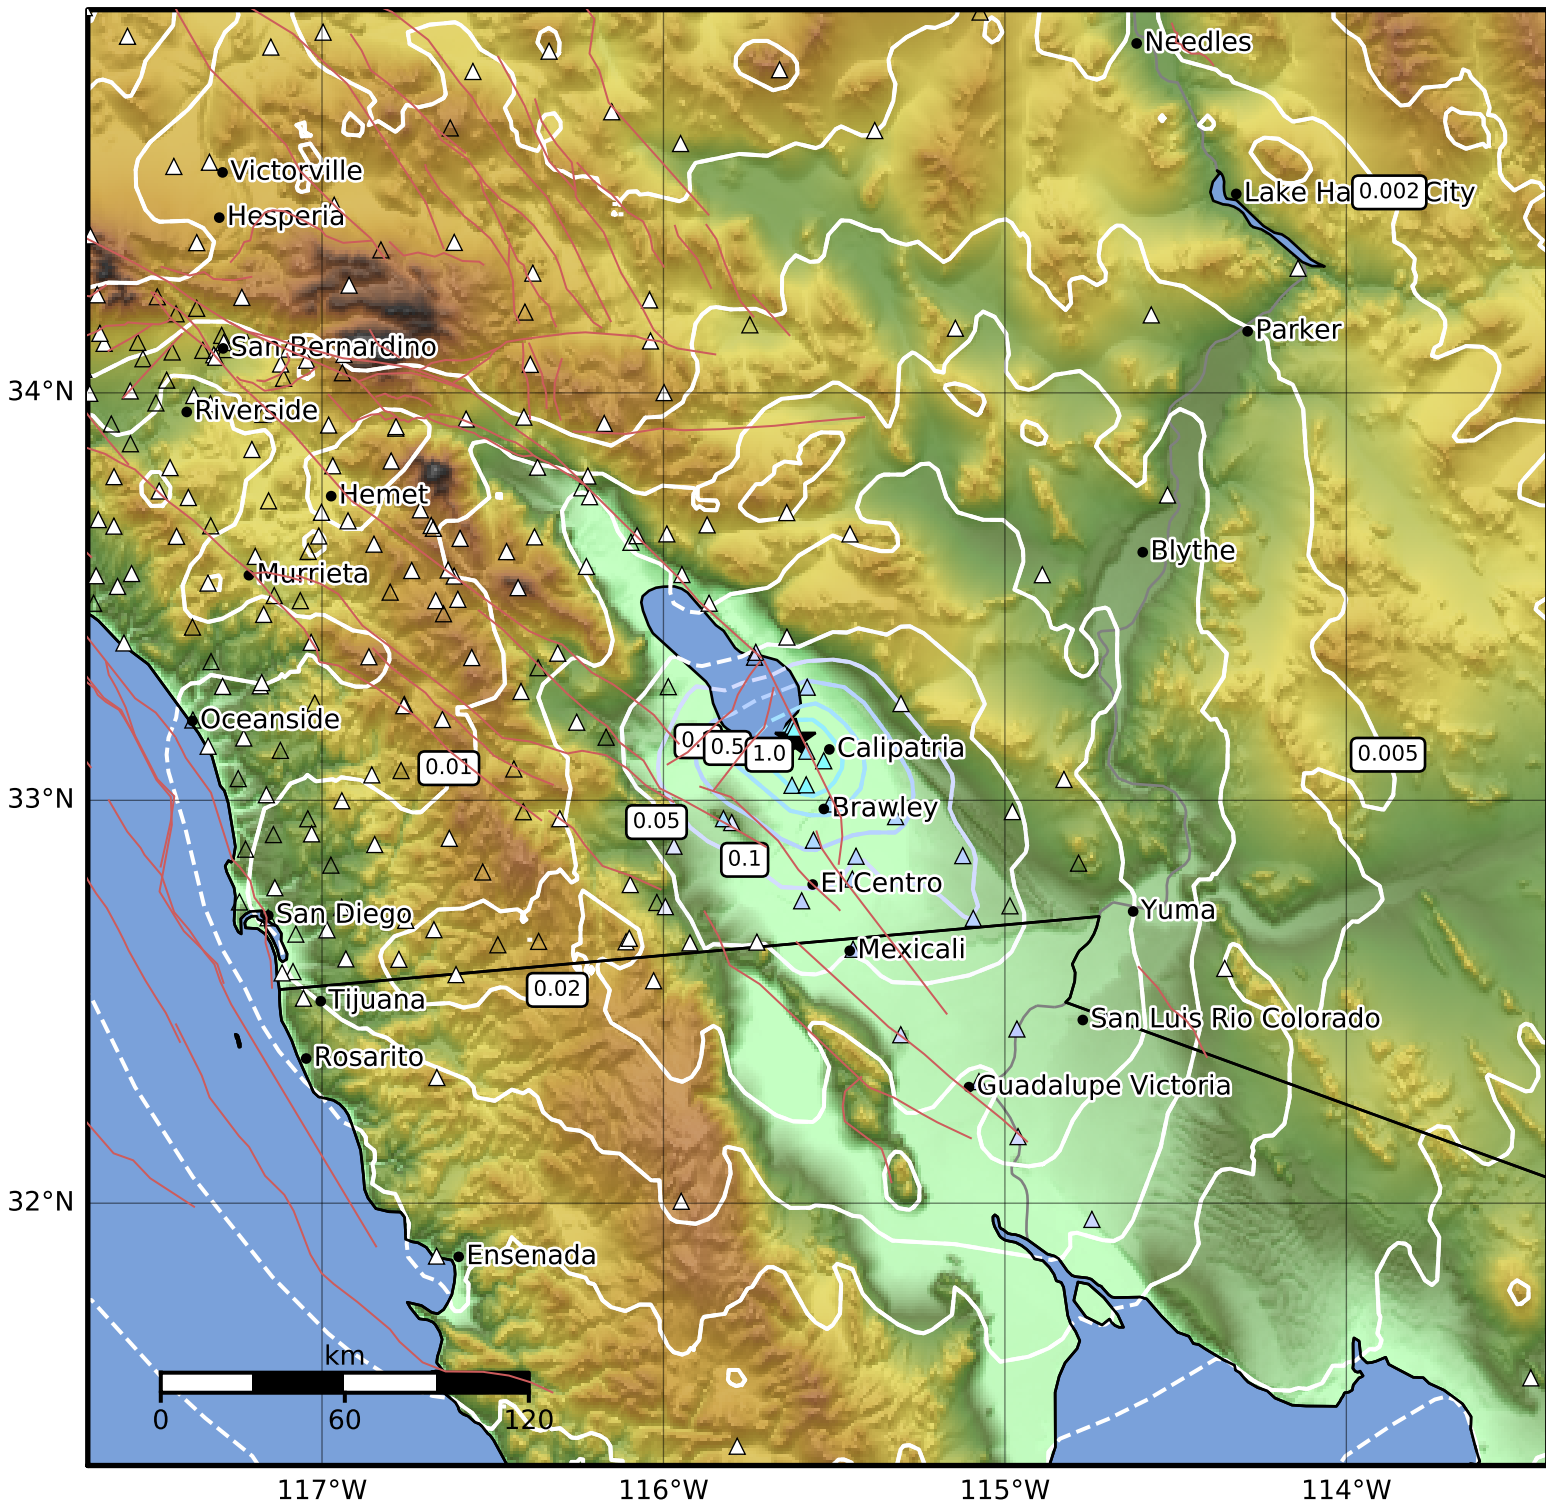 Needles
Victorville
Lake Ha
0.002
City
Hesperia
Parker
San Bernardino
34°N
Riverside
Hemet
Blythe
Murrieta
Oceanside
0.5
1.0
Calipatria
0.005
0.01
33°N
Brawley
0.05
0.1
El Centro
San Diego
Yuma
Mexicali
0.02
Tijuana
San Luis Rio Colorado
Rosarito
Guadalupe Victoria
32°N
Ensenada
km
0 60 120
117°W 116°W 115°W 114°W